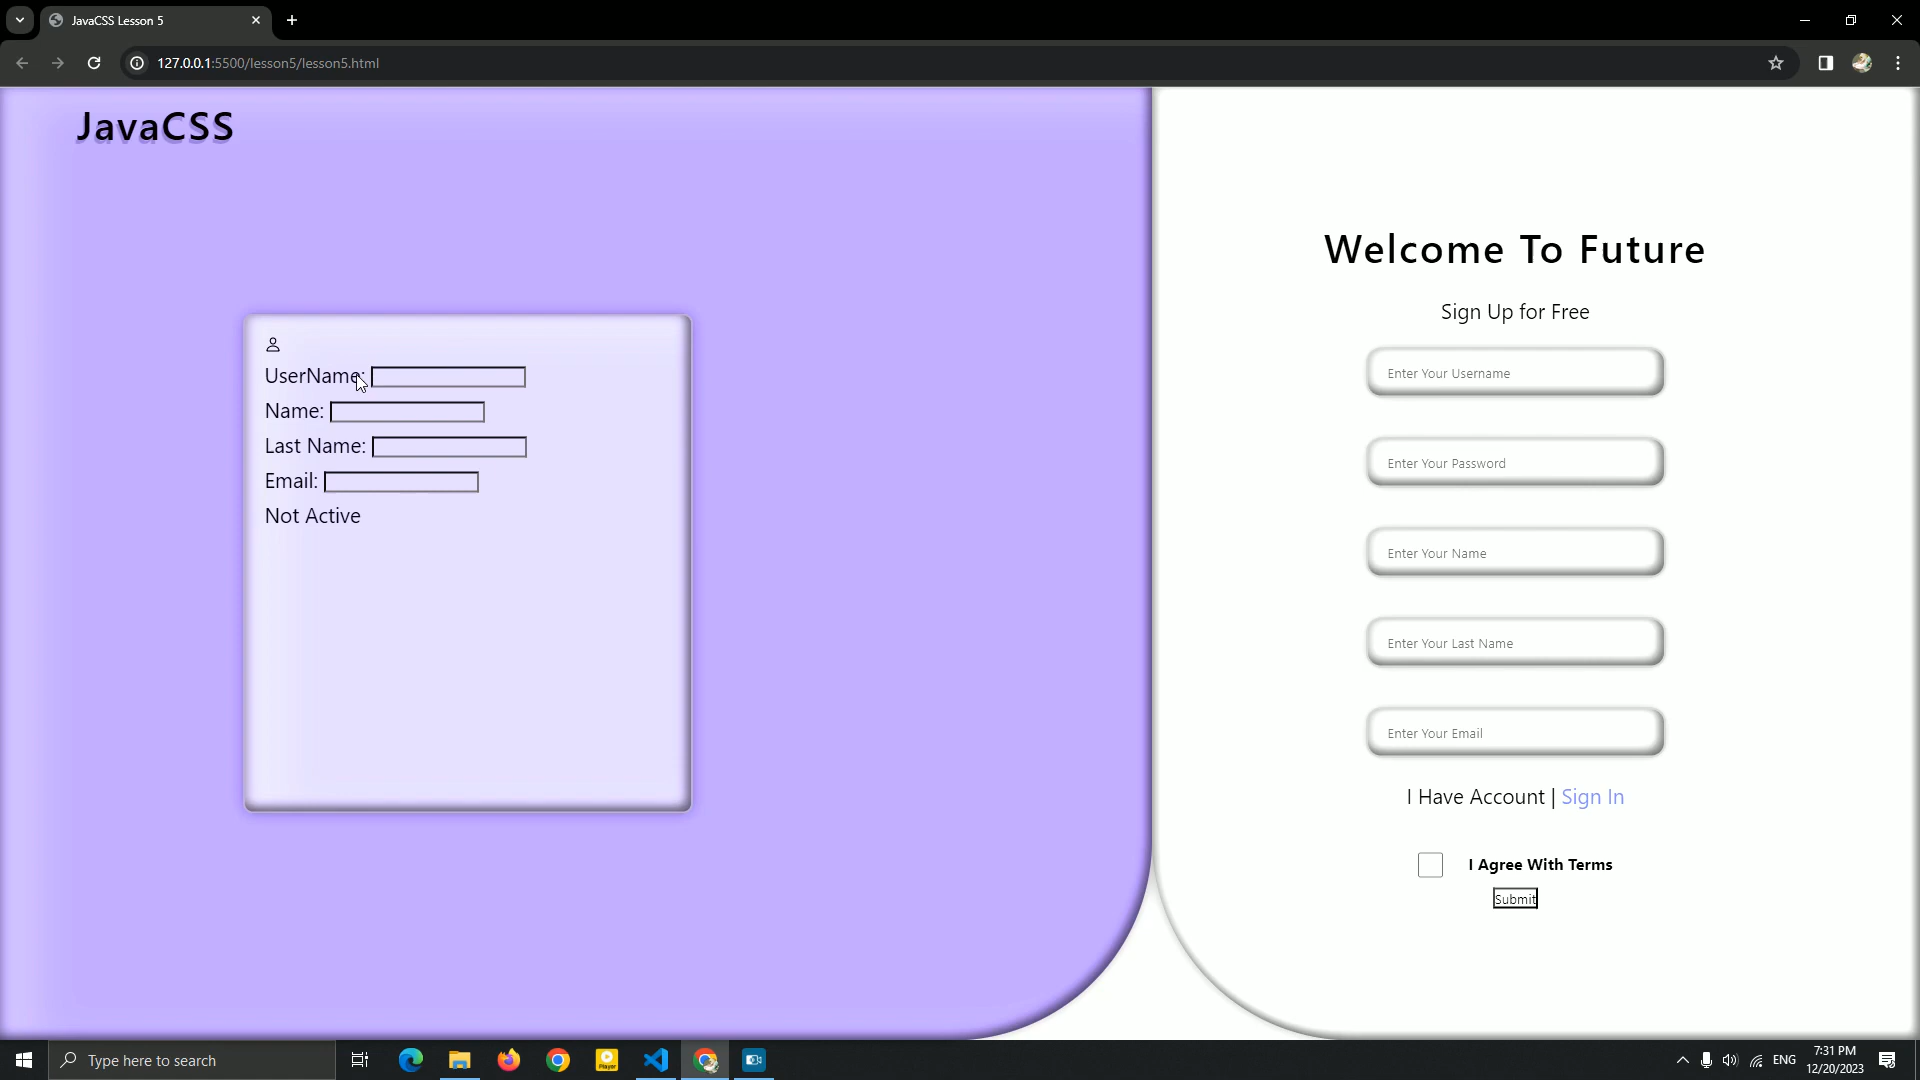 JavaCSS Lesson 5
127.0.0.1:5500/lesson5/lesson5.html
JavaCSS
UserName:
Name:
Last Name:
Email:
Not Active
Welcome To Future
Sign Up for Free
Enter Your Username
Enter Your Password
Enter Your Name
Enter Your Last Name
Enter Your Email
I Have Account | Sign In
I Agree With Terms
Submit
Type here to search
Player
ENG
7:31 PM
12/20/2023